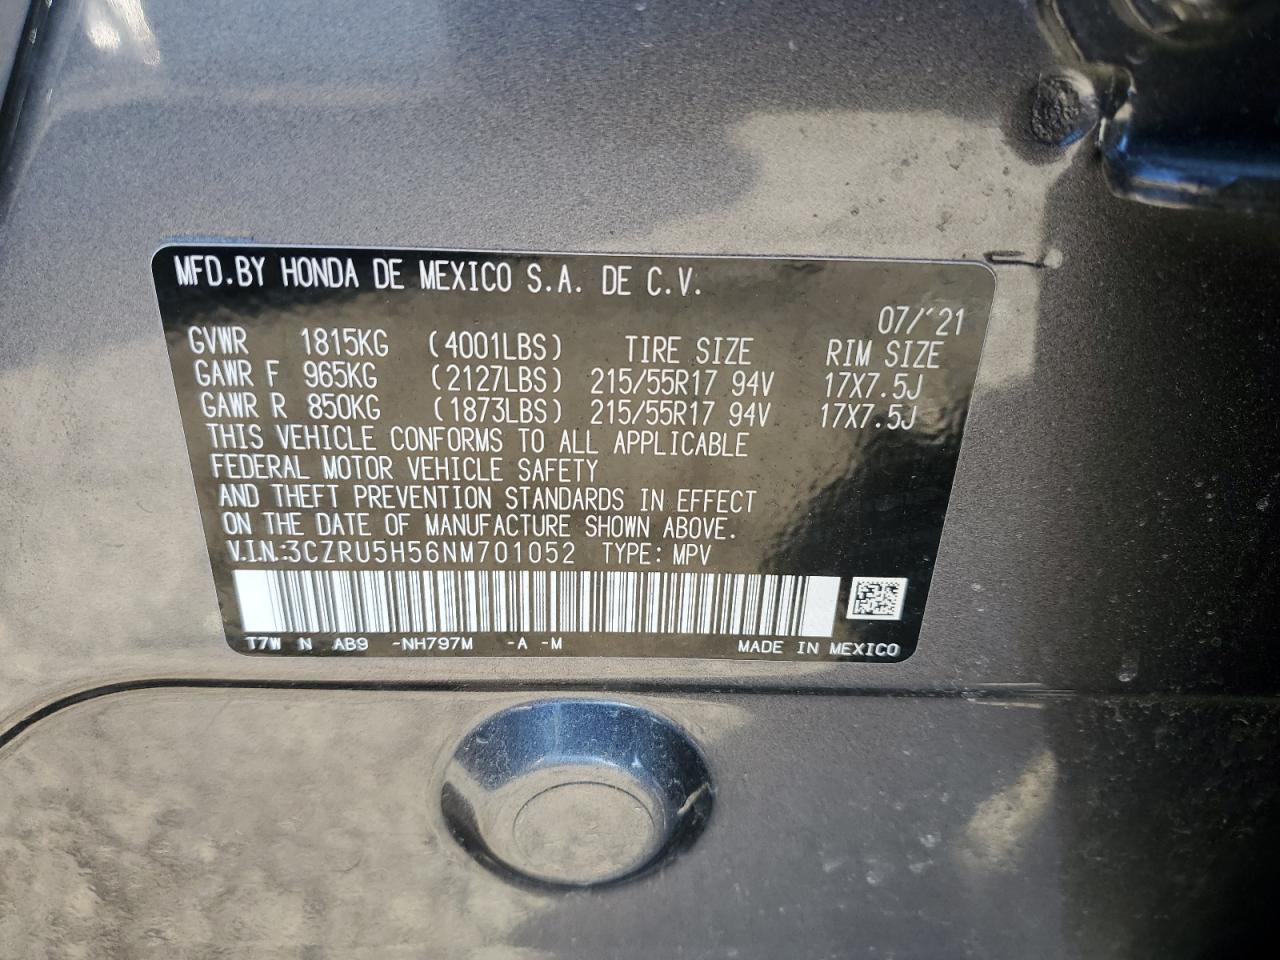 MFD.BY HONDA DE MEXICO S.A. DE C.V.
07/'21
GVWR 1815KG (4001LBS) TIRE SIZE RIM SIZE
GAWR F 965KG (2127LBS) 215/55R17 94V 17X7.5J
GAWR R 850KG (1873LBS) 215/55R17 94V 17X7.5J
THIS VEHICLE CONFORMS TO ALL APPLICABLE
FEDERAL MOTOR VEHICLE SAFETY
AND THEFT PREVENTION STANDARDS IN EFFECT
ON THE DATE OF MANUFACTURE SHOWN ABOVE.
V.I.N.:3CZRU5H56NM701052 TYPE: MPV
T7W N AB9 -NH797M -A -M MADE IN MEXICO